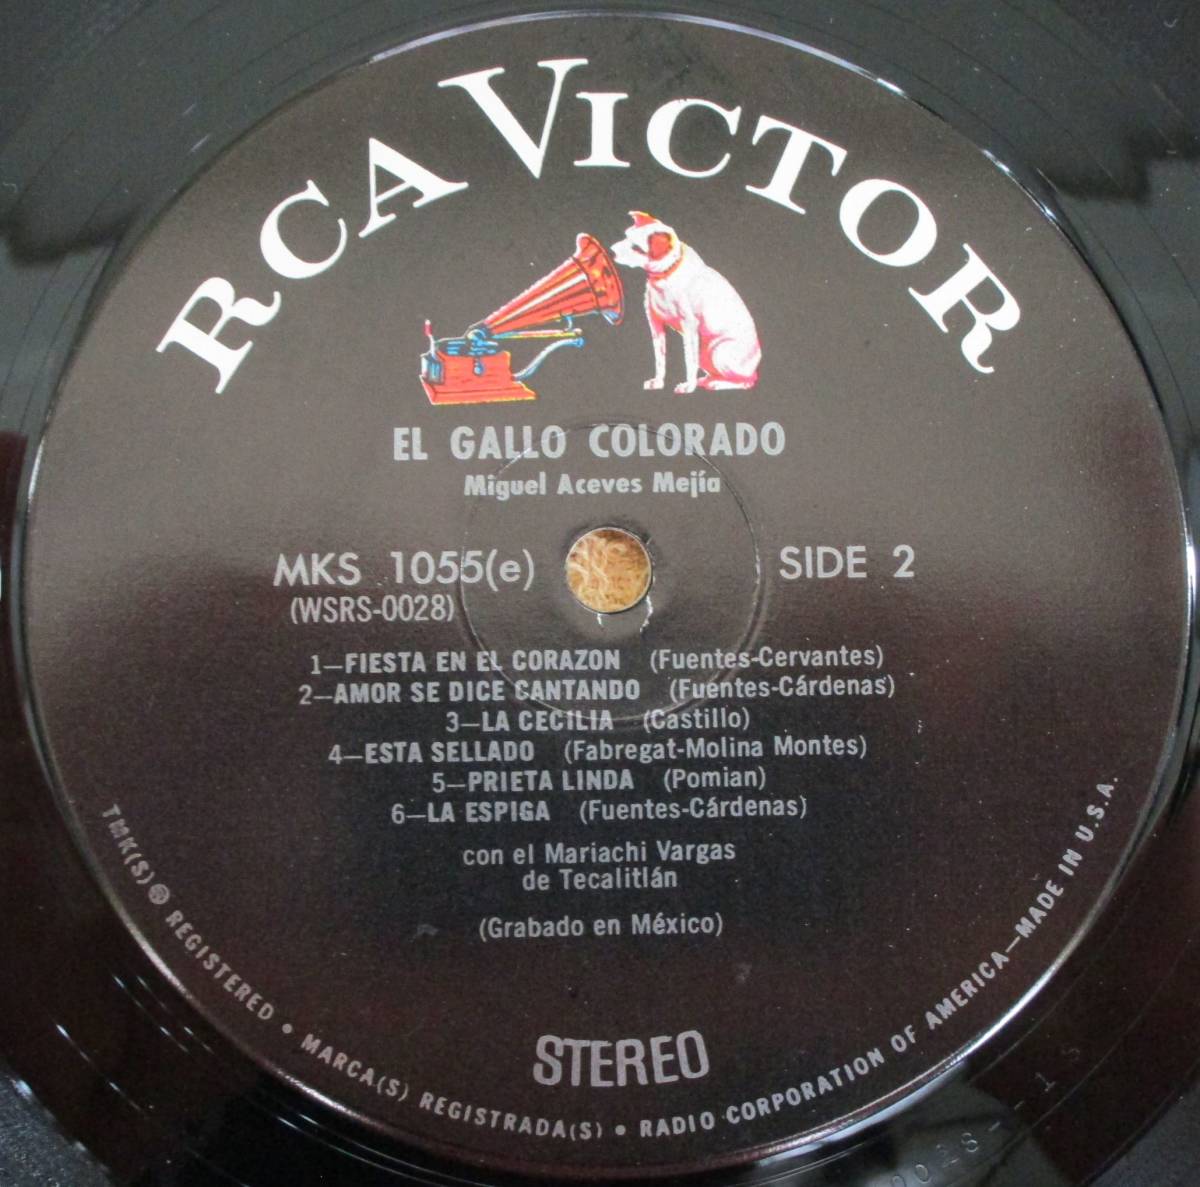 RCA VICTOR
EL GALLO COLORADO
Miguel Aceves Mejía
MKS 1055(e)
(WSRS-0028)
SIDE 2
1—FIESTA EN EL CORAZON (Fuentes-Cervantes)
2—AMOR SE DICE CANTANDO (Fuentes-Cárdenas)
3—LA CECILIA (Castillo)
4—ESTA SELLADO (Fabregat-Molina Montes)
5—PRIETA LINDA (Pomian)
6—LA ESPIGA (Fuentes-Cárdenas)
con el Mariachi Vargas
de Tecalitlán
(Grabado en México)
STEREO
TMK(S) ® REGISTERED • MARCA(S) REGISTRADA(S) • RADIO CORPORATION OF AMERICA—MADE IN U.S.A.